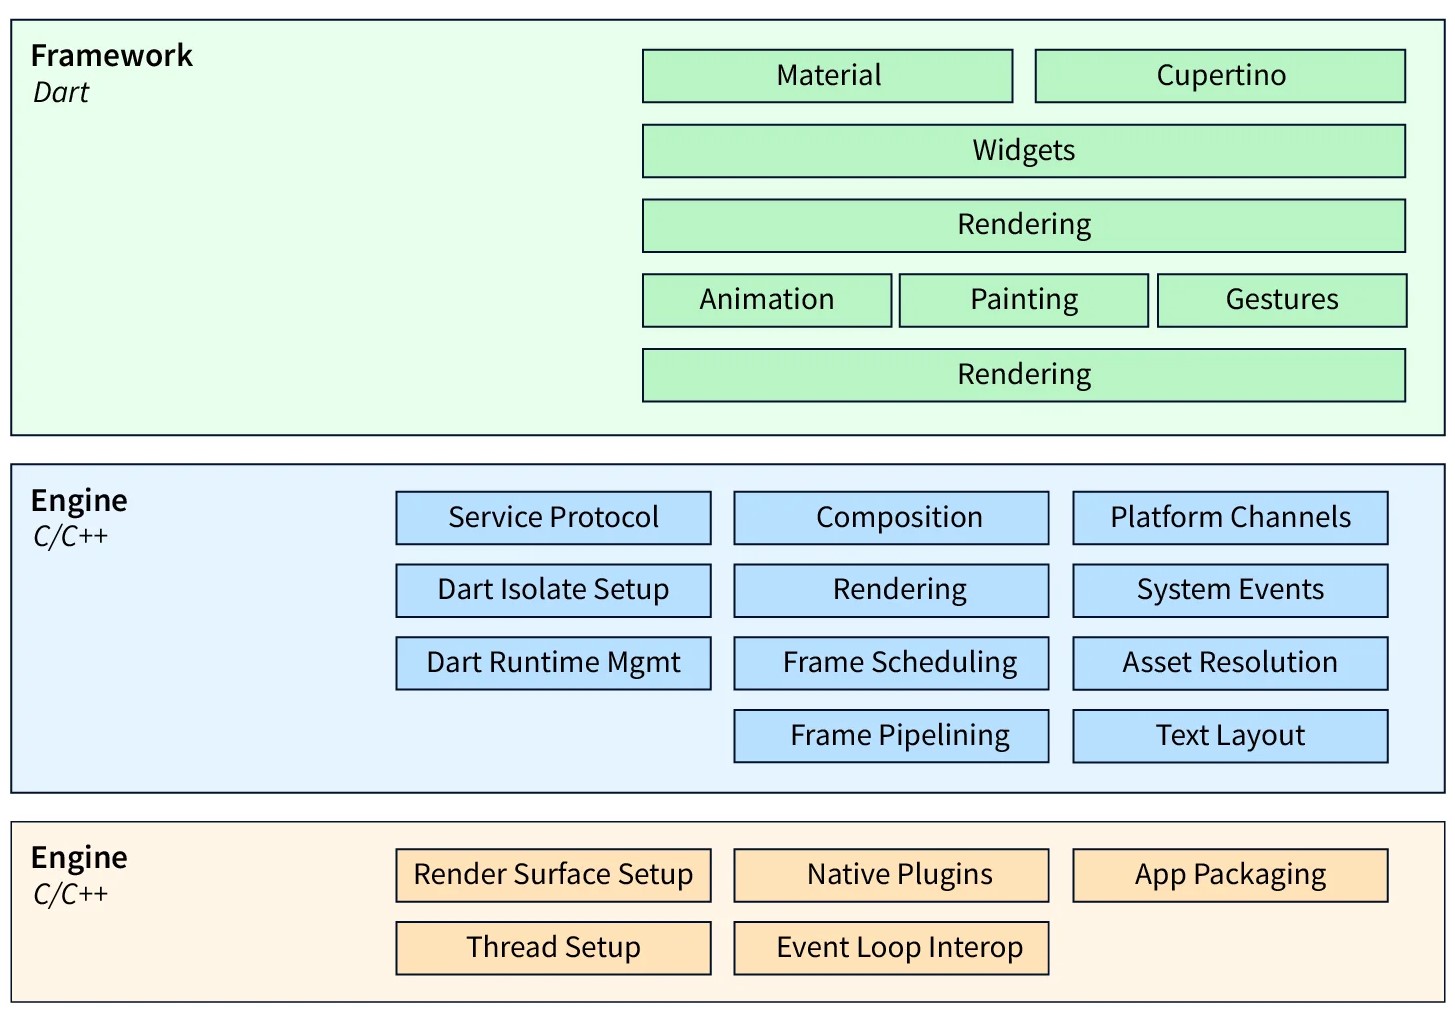 Framework
Dart
Material
Cupertino
Widgets
Rendering
Animation
Painting
Gestures
Rendering
Engine
C/C++
Service Protocol
Composition
Platform Channels
Dart Isolate Setup
Rendering
System Events
Dart Runtime Mgmt
Frame Scheduling
Asset Resolution
Frame Pipelining
Text Layout
Engine
C/C++
Render Surface Setup
Native Plugins
App Packaging
Thread Setup
Event Loop Interop